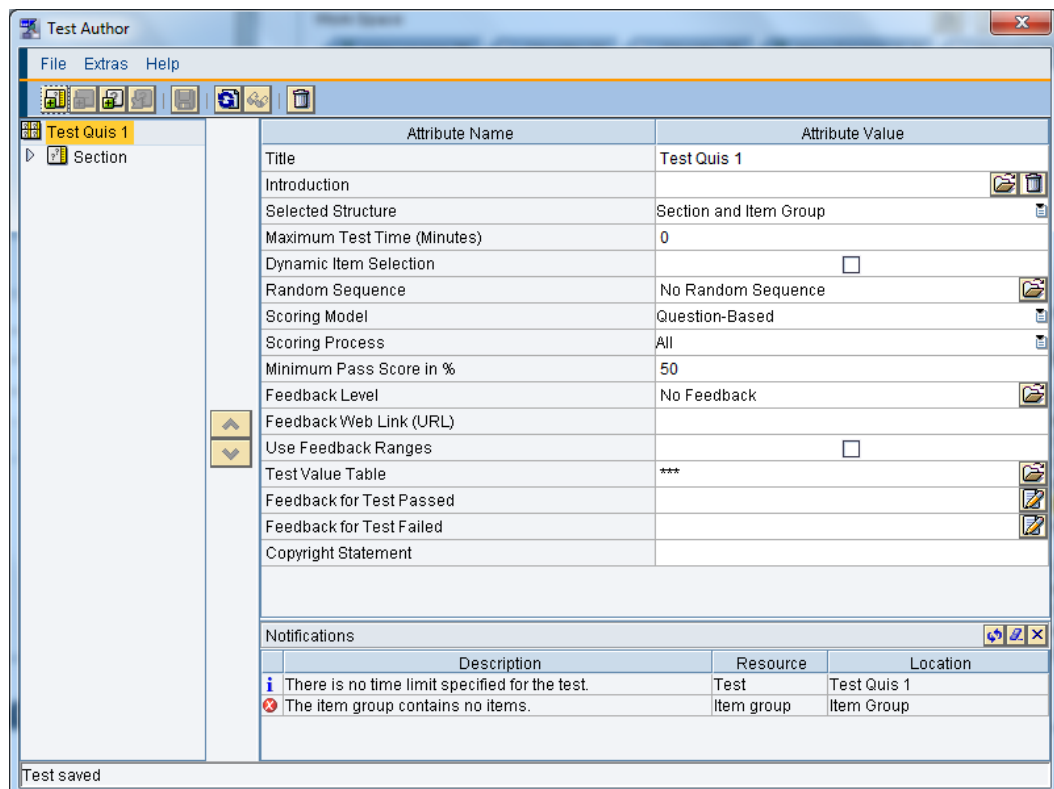 Test Author
File Extras Help
Test Quis 1
Section
Attribute Name Attribute Value
Title Test Quis 1
Introduction
Selected Structure Section and Item Group
Maximum Test Time (Minutes) 0
Dynamic Item Selection
Random Sequence No Random Sequence
Scoring Model Question-Based
Scoring Process All
Minimum Pass Score in % 50
Feedback Level No Feedback
Feedback Web Link (URL)
Use Feedback Ranges
Test Value Table ***
Feedback for Test Passed
Feedback for Test Failed
Copyright Statement
Notifications
Description Resource Location
There is no time limit specified for the test. Test Test Quis 1
The item group contains no items. Item group Item Group
Test saved